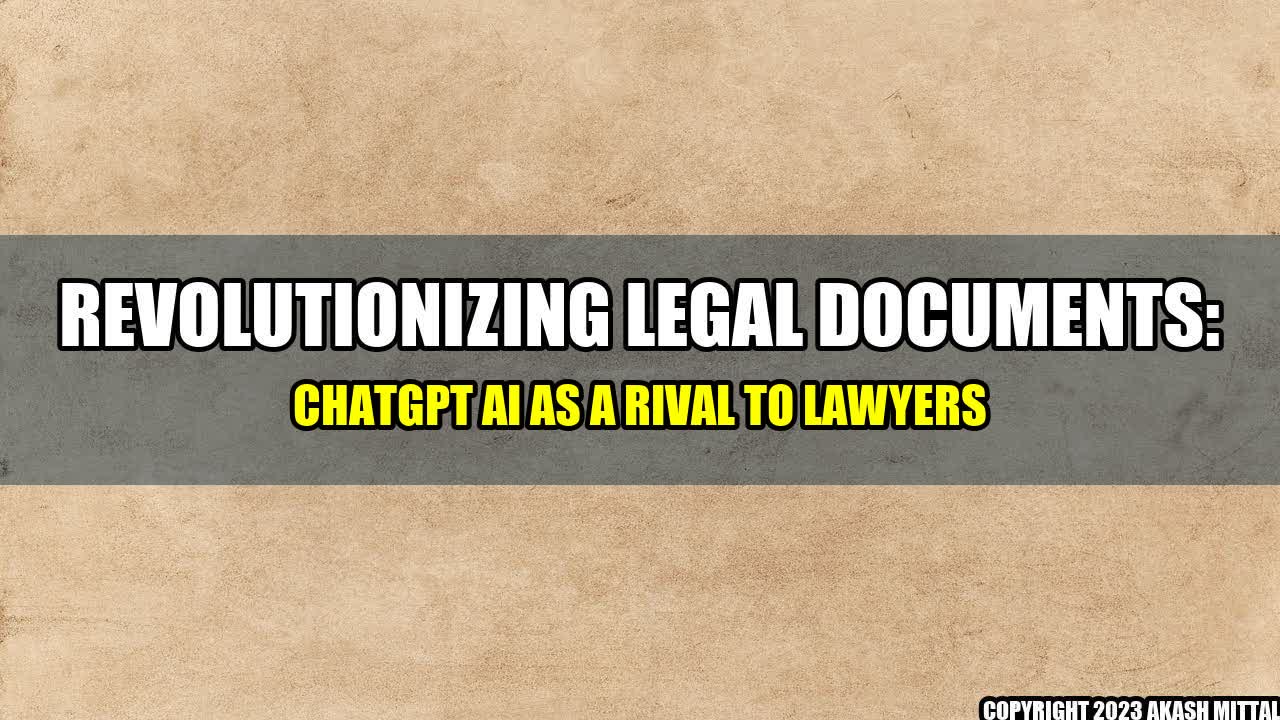 REVOLUTIONIZING LEGAL DOCUMENTS:
CHATGPT AI AS A RIVAL TO LAWYERS
COPYRIGHT 2023 AKASH MITTAL